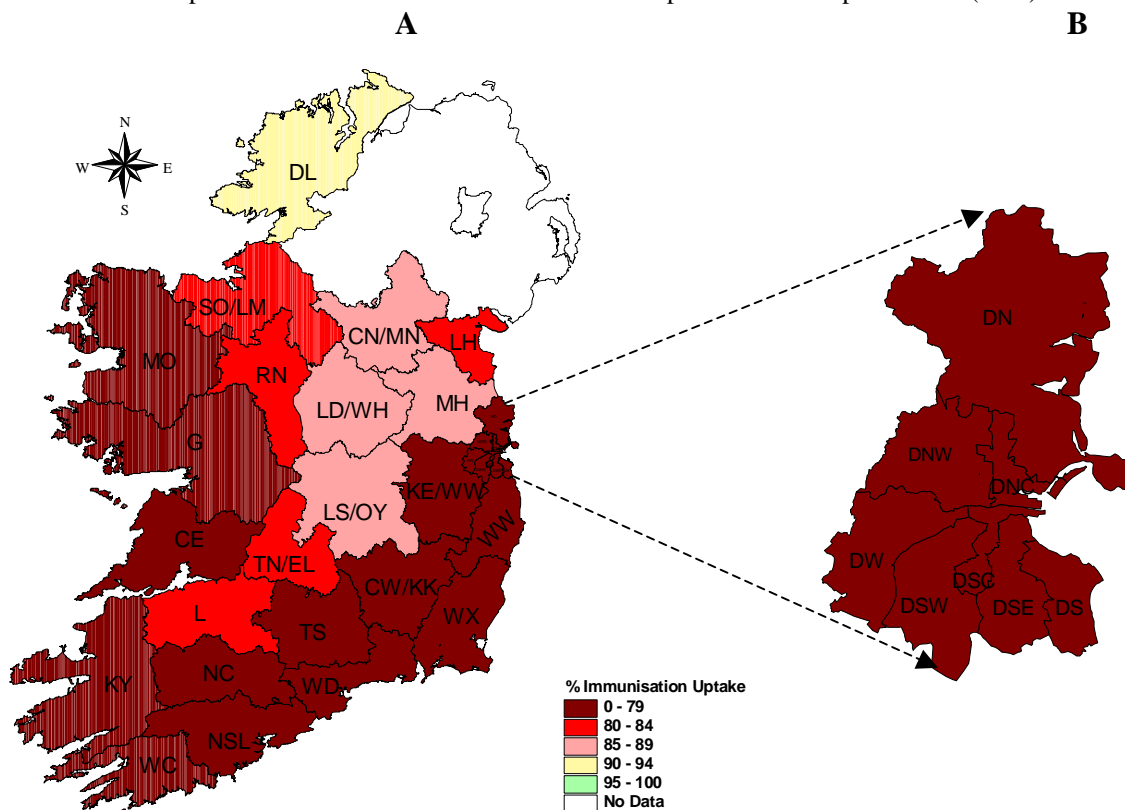 A
B
N
W E
S
DL
SO/LM
CN/MN
LH
MO
RN
LD/WH
MH
G
KE/WW
LS/OY
WW
CE
TN/EL
CW/KK
L
TS
WX
NC
KY
WD
NSL
WC
DN
DNW
DNC
DW
DSC
DSW
DSE
DS
% Immunisation Uptake
0 - 79
80 - 84
85 - 89
90 - 94
95 - 100
No Data